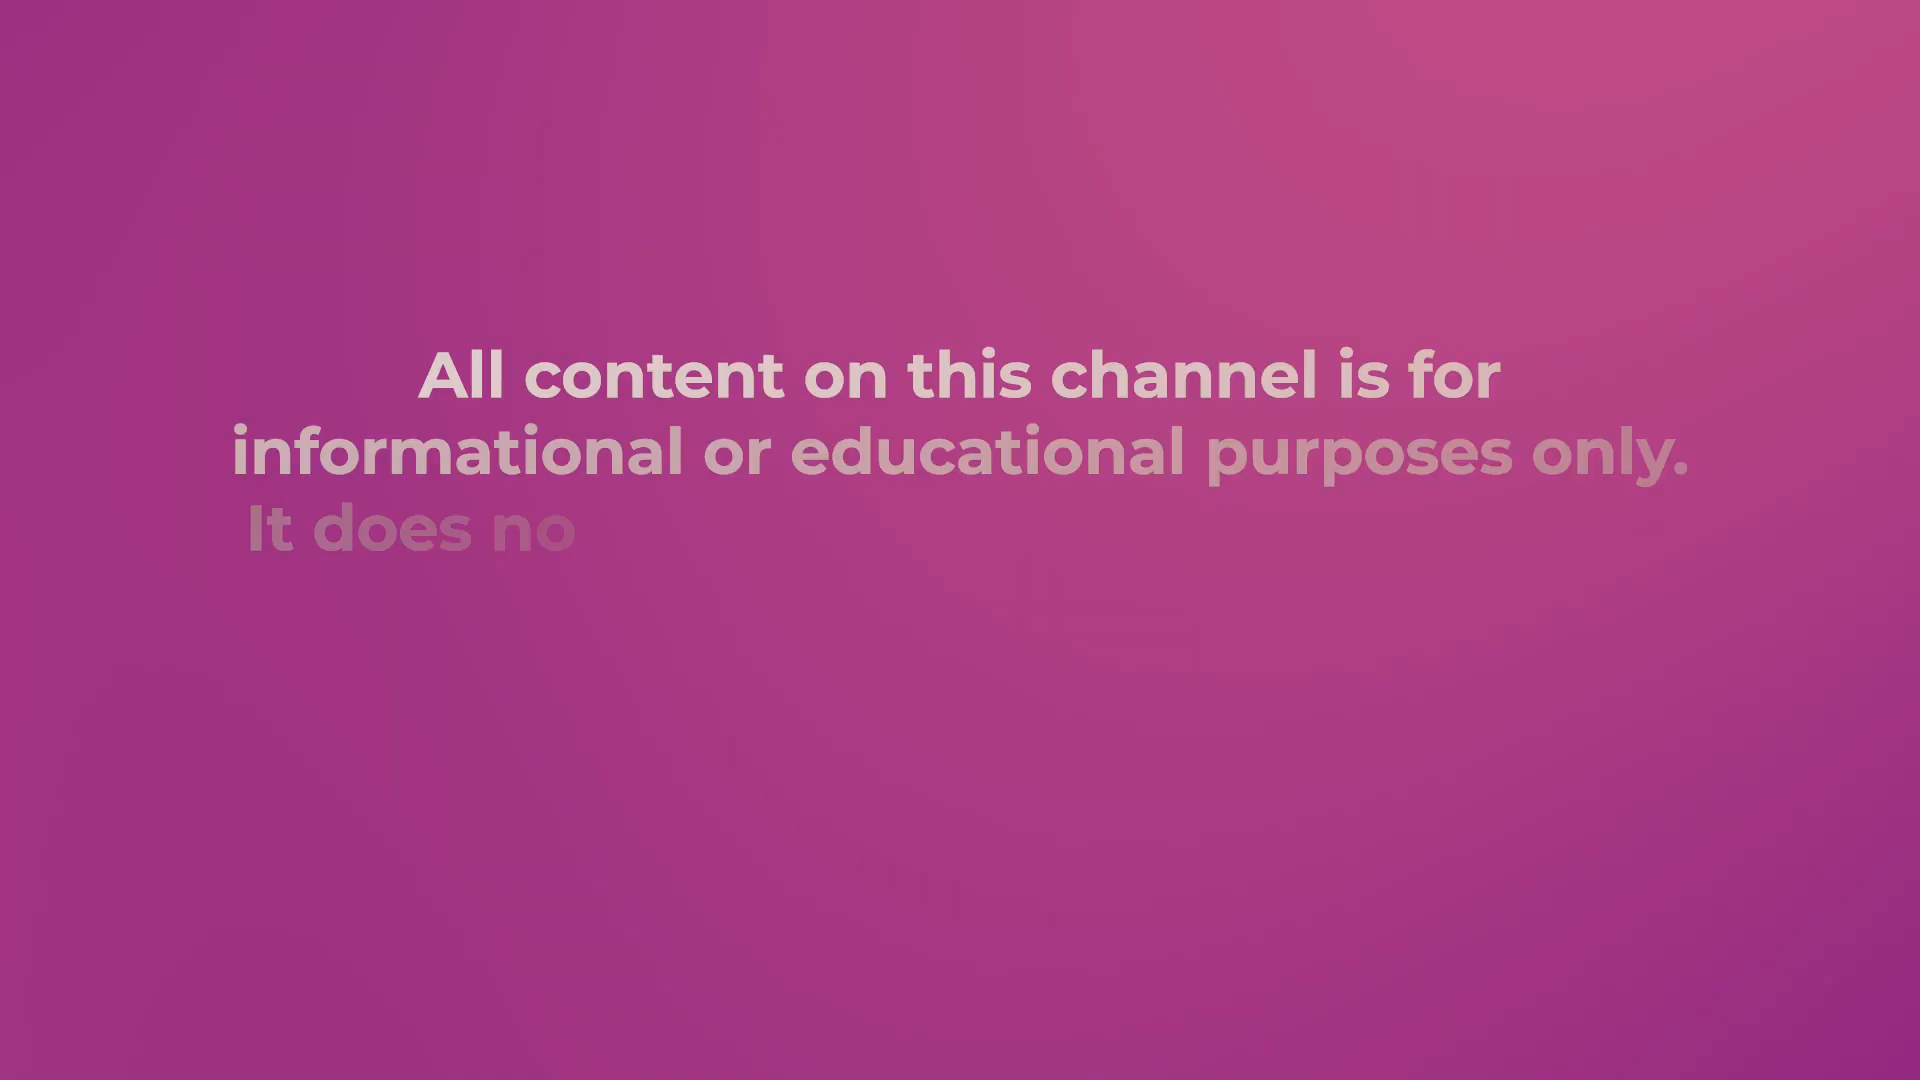 All content on this channel is for
informational or educational purposes only.
It does no